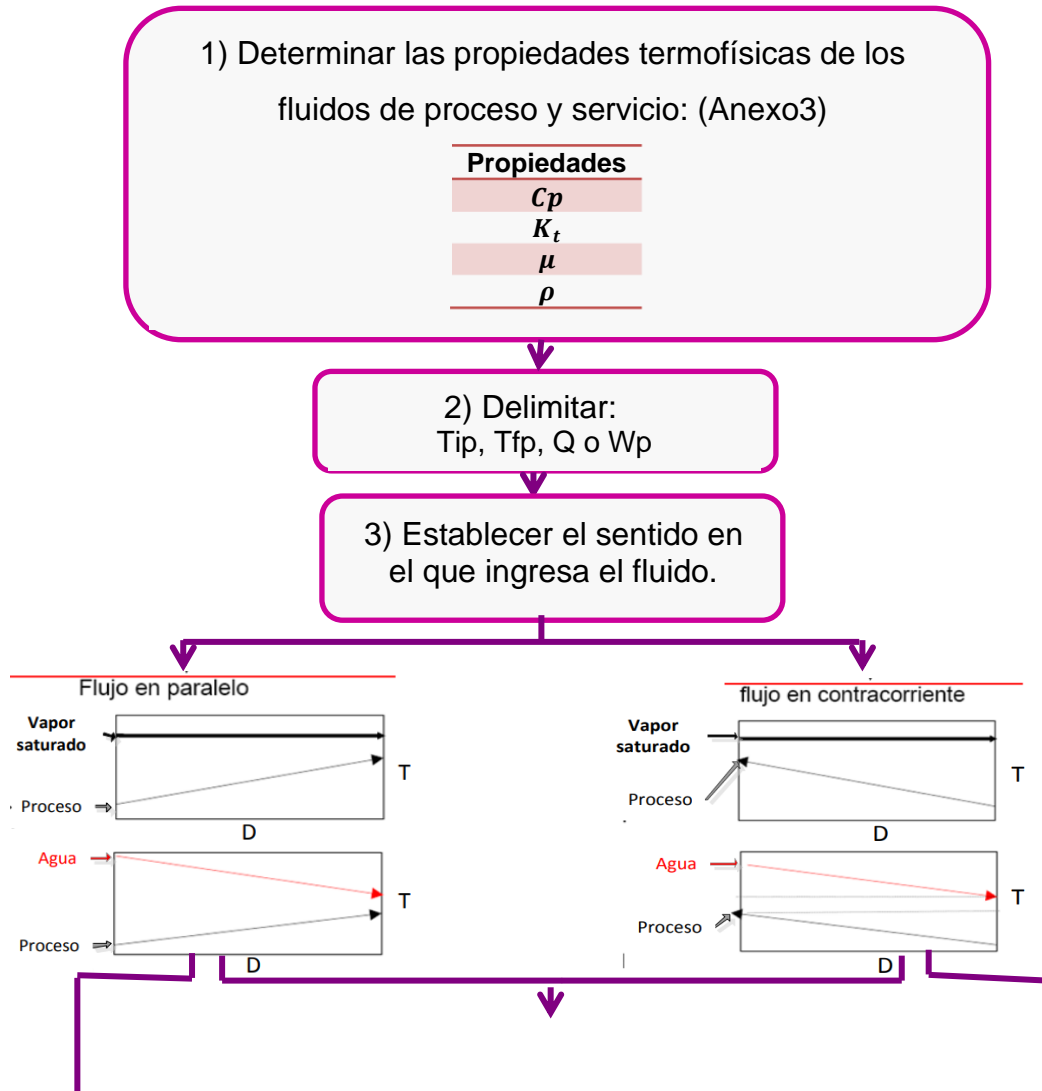 1) Determinar las propiedades termofísicas de los
fluidos de proceso y servicio: (Anexo3)
Propiedades
Cp
K_t
μ
ρ
2) Delimitar:
Tip, Tfp, Q o Wp
3) Establecer el sentido en
el que ingresa el fluido.
Flujo en paralelo
Vapor
saturado
T
Proceso
D
Agua
T
Proceso
D
flujo en contracorriente
Vapor
saturado
T
Proceso
D
Agua
T
Proceso
D